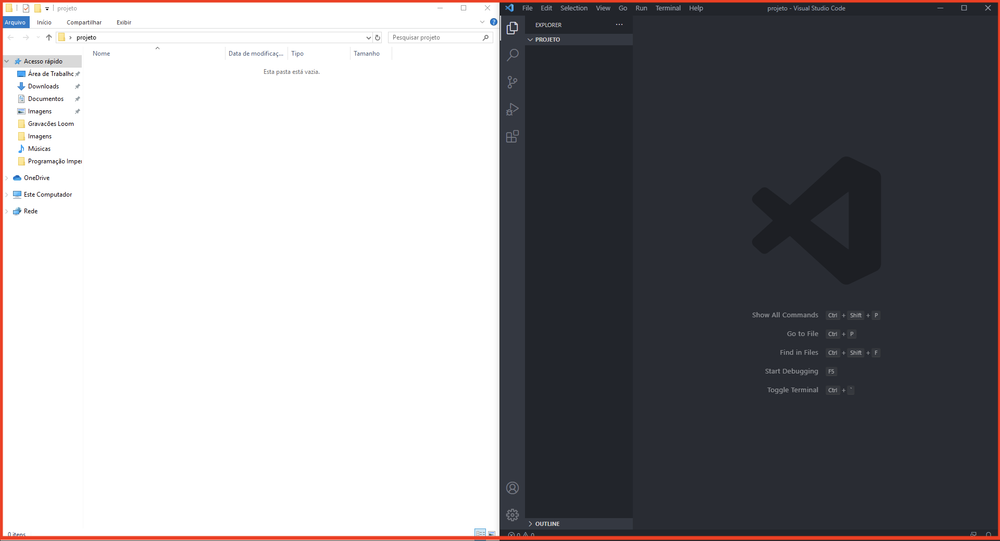 projeto
Arquivo Início Compartilhar Exibir
projeto
Pesquisar projeto
Nome Data de modificaç... Tipo Tamanho
Esta pasta está vazia.
Acesso rápido
Área de Trabalho
Downloads
Documentos
Imagens
Gravacões Loom
Imagens
Músicas
Programação Imper
OneDrive
Este Computador
Rede
0 itens
File Edit Selection View Go Run Terminal Help
projeto - Visual Studio Code
EXPLORER ...
PROJETO
Show All Commands Ctrl + Shift + P
Go to File Ctrl + P
Find in Files Ctrl + Shift + F
Start Debugging F5
Toggle Terminal Ctrl + `
OUTLINE
0 0